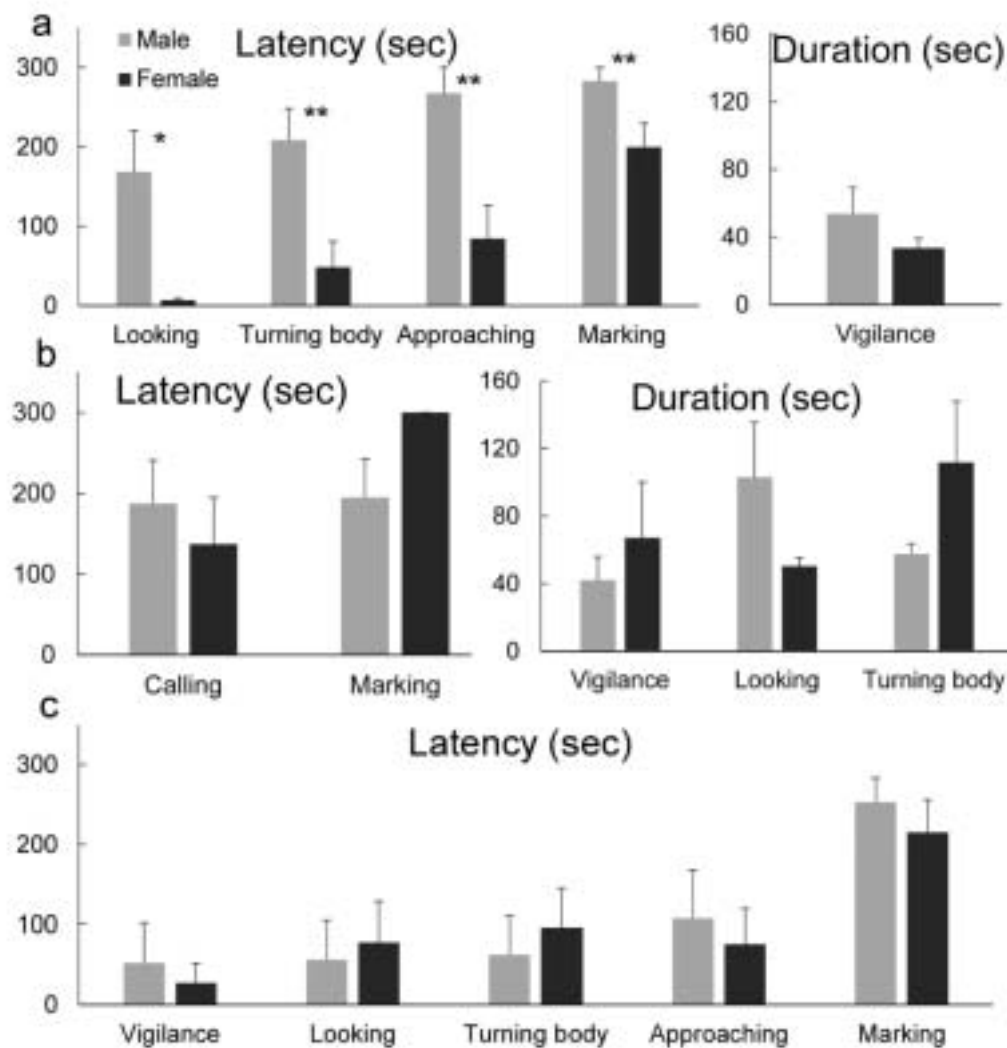 a
Male
Female
Latency (sec)
300
200
100
0
*
**
**
**
Looking
Turning body
Approaching
Marking
Duration (sec)
160
120
80
40
0
Vigilance
b
Latency (sec)
300
200
100
0
Calling
Marking
Duration (sec)
160
120
80
40
0
Vigilance
Looking
Turning body
c
Latency (sec)
300
200
100
0
Vigilance
Looking
Turning body
Approaching
Marking